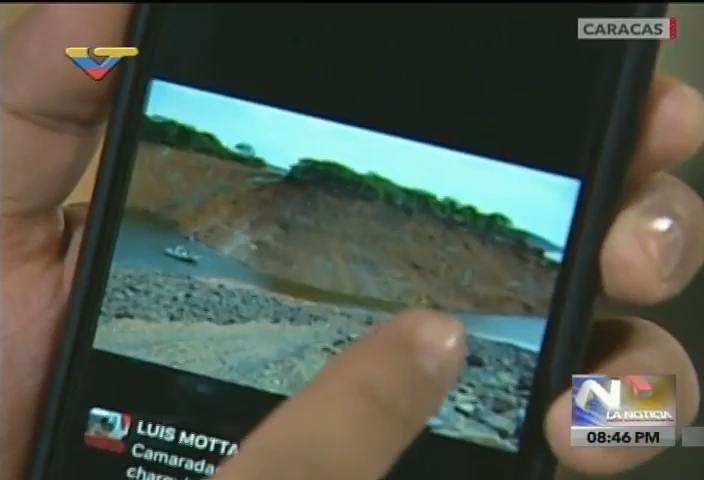 CARACAS
LUIS MOTTA
Camarada
N
LA NOTICIA
08:46 PM